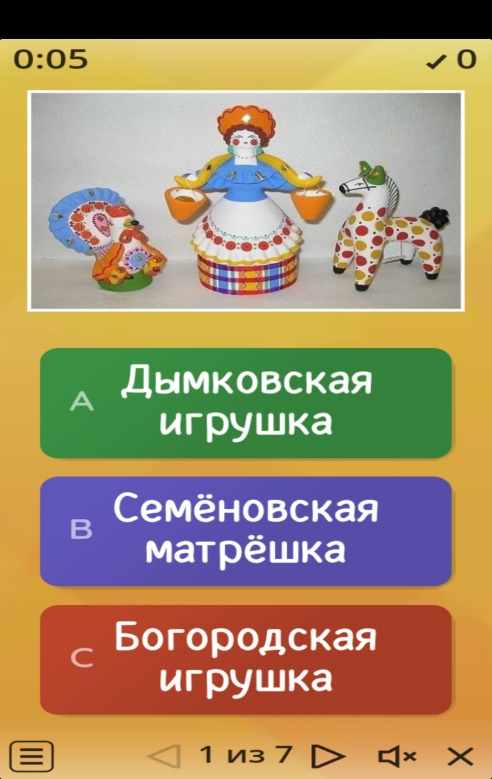 0:05
✓ 0
A
Дымковская
игрушка
B
Семёновская
матрёшка
C
Богородская
игрушка
1 из 7